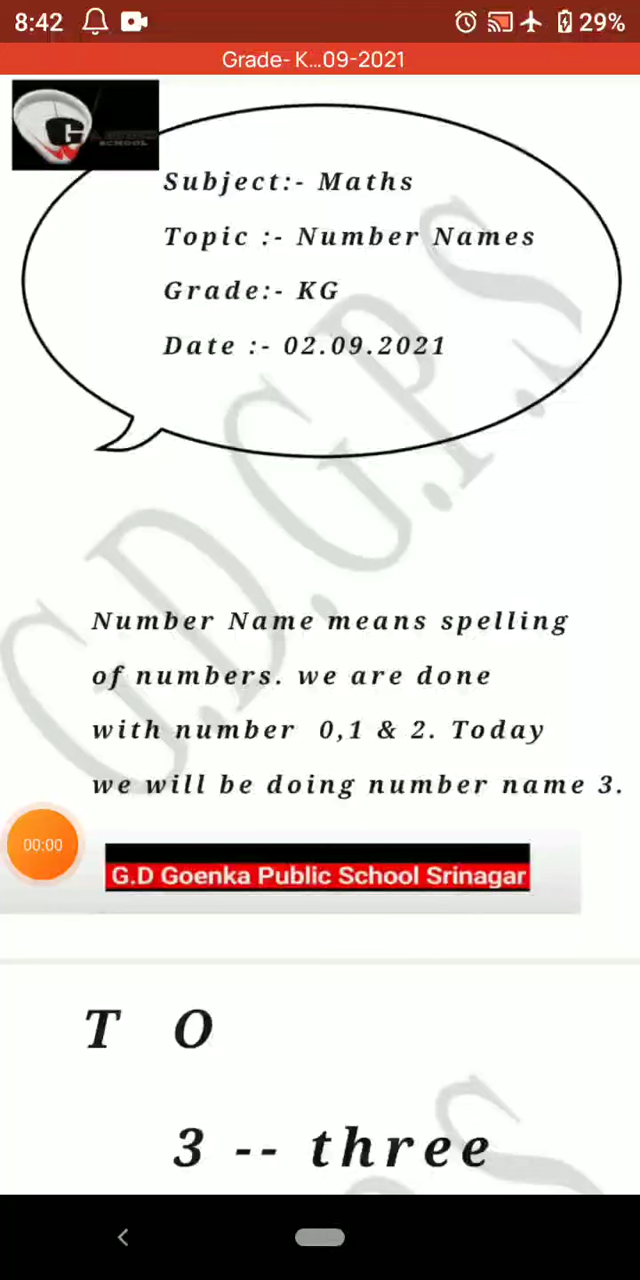 8:42 29%
Grade- K...09-2021
G
SCHOOL
Subject:- Maths
Topic :- Number Names
Grade:- KG
Date :- 02.09.2021
G.D.G.P.S
Number Name means spelling
of numbers. we are done
with number 0,1 & 2. Today
we will be doing number name 3.
00:00
G.D Goenka Public School Srinagar
T O
3 -- three
S